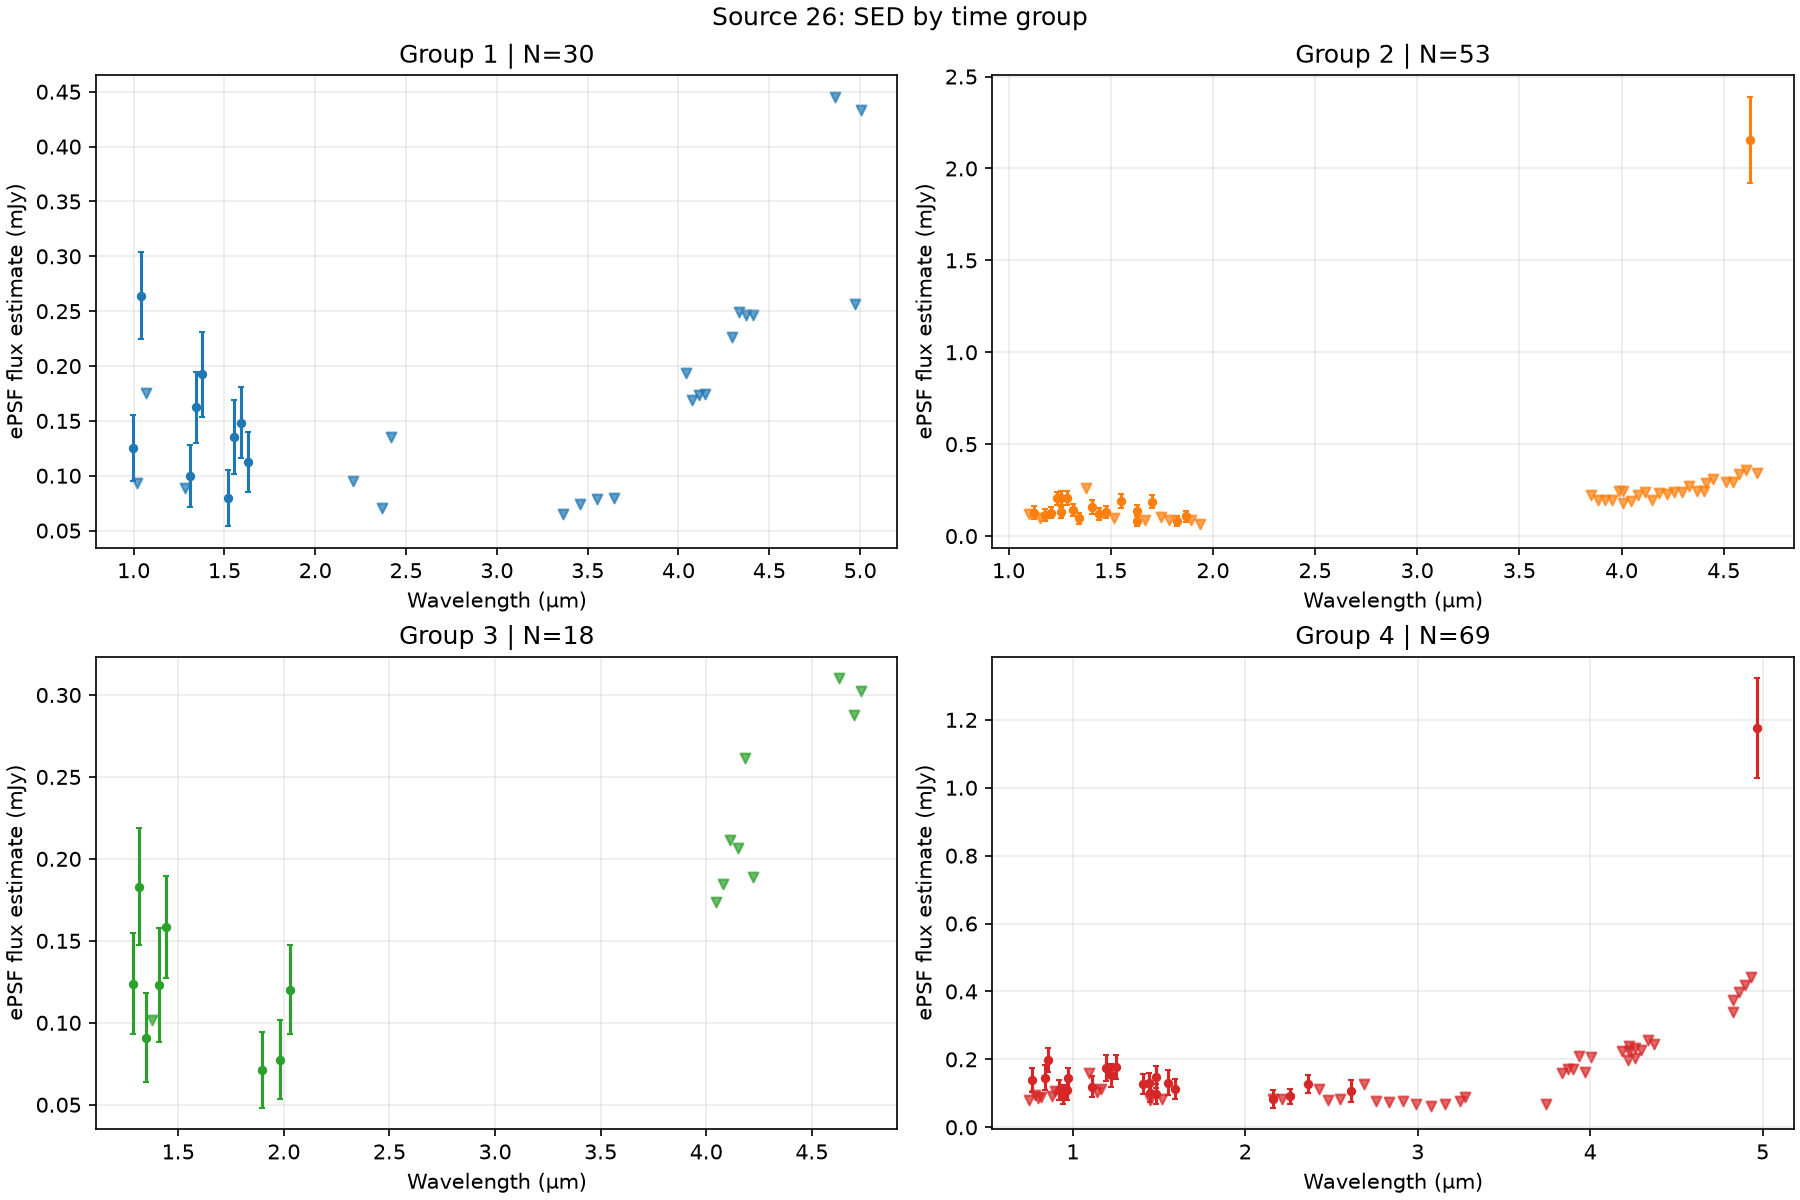 Source 26: SED by time group
Group 1 | N=30
ePSF flux estimate (mJy)
0.45
0.40
0.35
0.30
0.25
0.20
0.15
0.10
0.05
1.0 1.5 2.0 2.5 3.0 3.5 4.0 4.5 5.0
Wavelength (μm)
Group 2 | N=53
ePSF flux estimate (mJy)
2.5
2.0
1.5
1.0
0.5
0.0
1.0 1.5 2.0 2.5 3.0 3.5 4.0 4.5
Wavelength (μm)
Group 3 | N=18
ePSF flux estimate (mJy)
0.30
0.25
0.20
0.15
0.10
0.05
1.5 2.0 2.5 3.0 3.5 4.0 4.5
Wavelength (μm)
Group 4 | N=69
ePSF flux estimate (mJy)
1.2
1.0
0.8
0.6
0.4
0.2
0.0
1 2 3 4 5
Wavelength (μm)